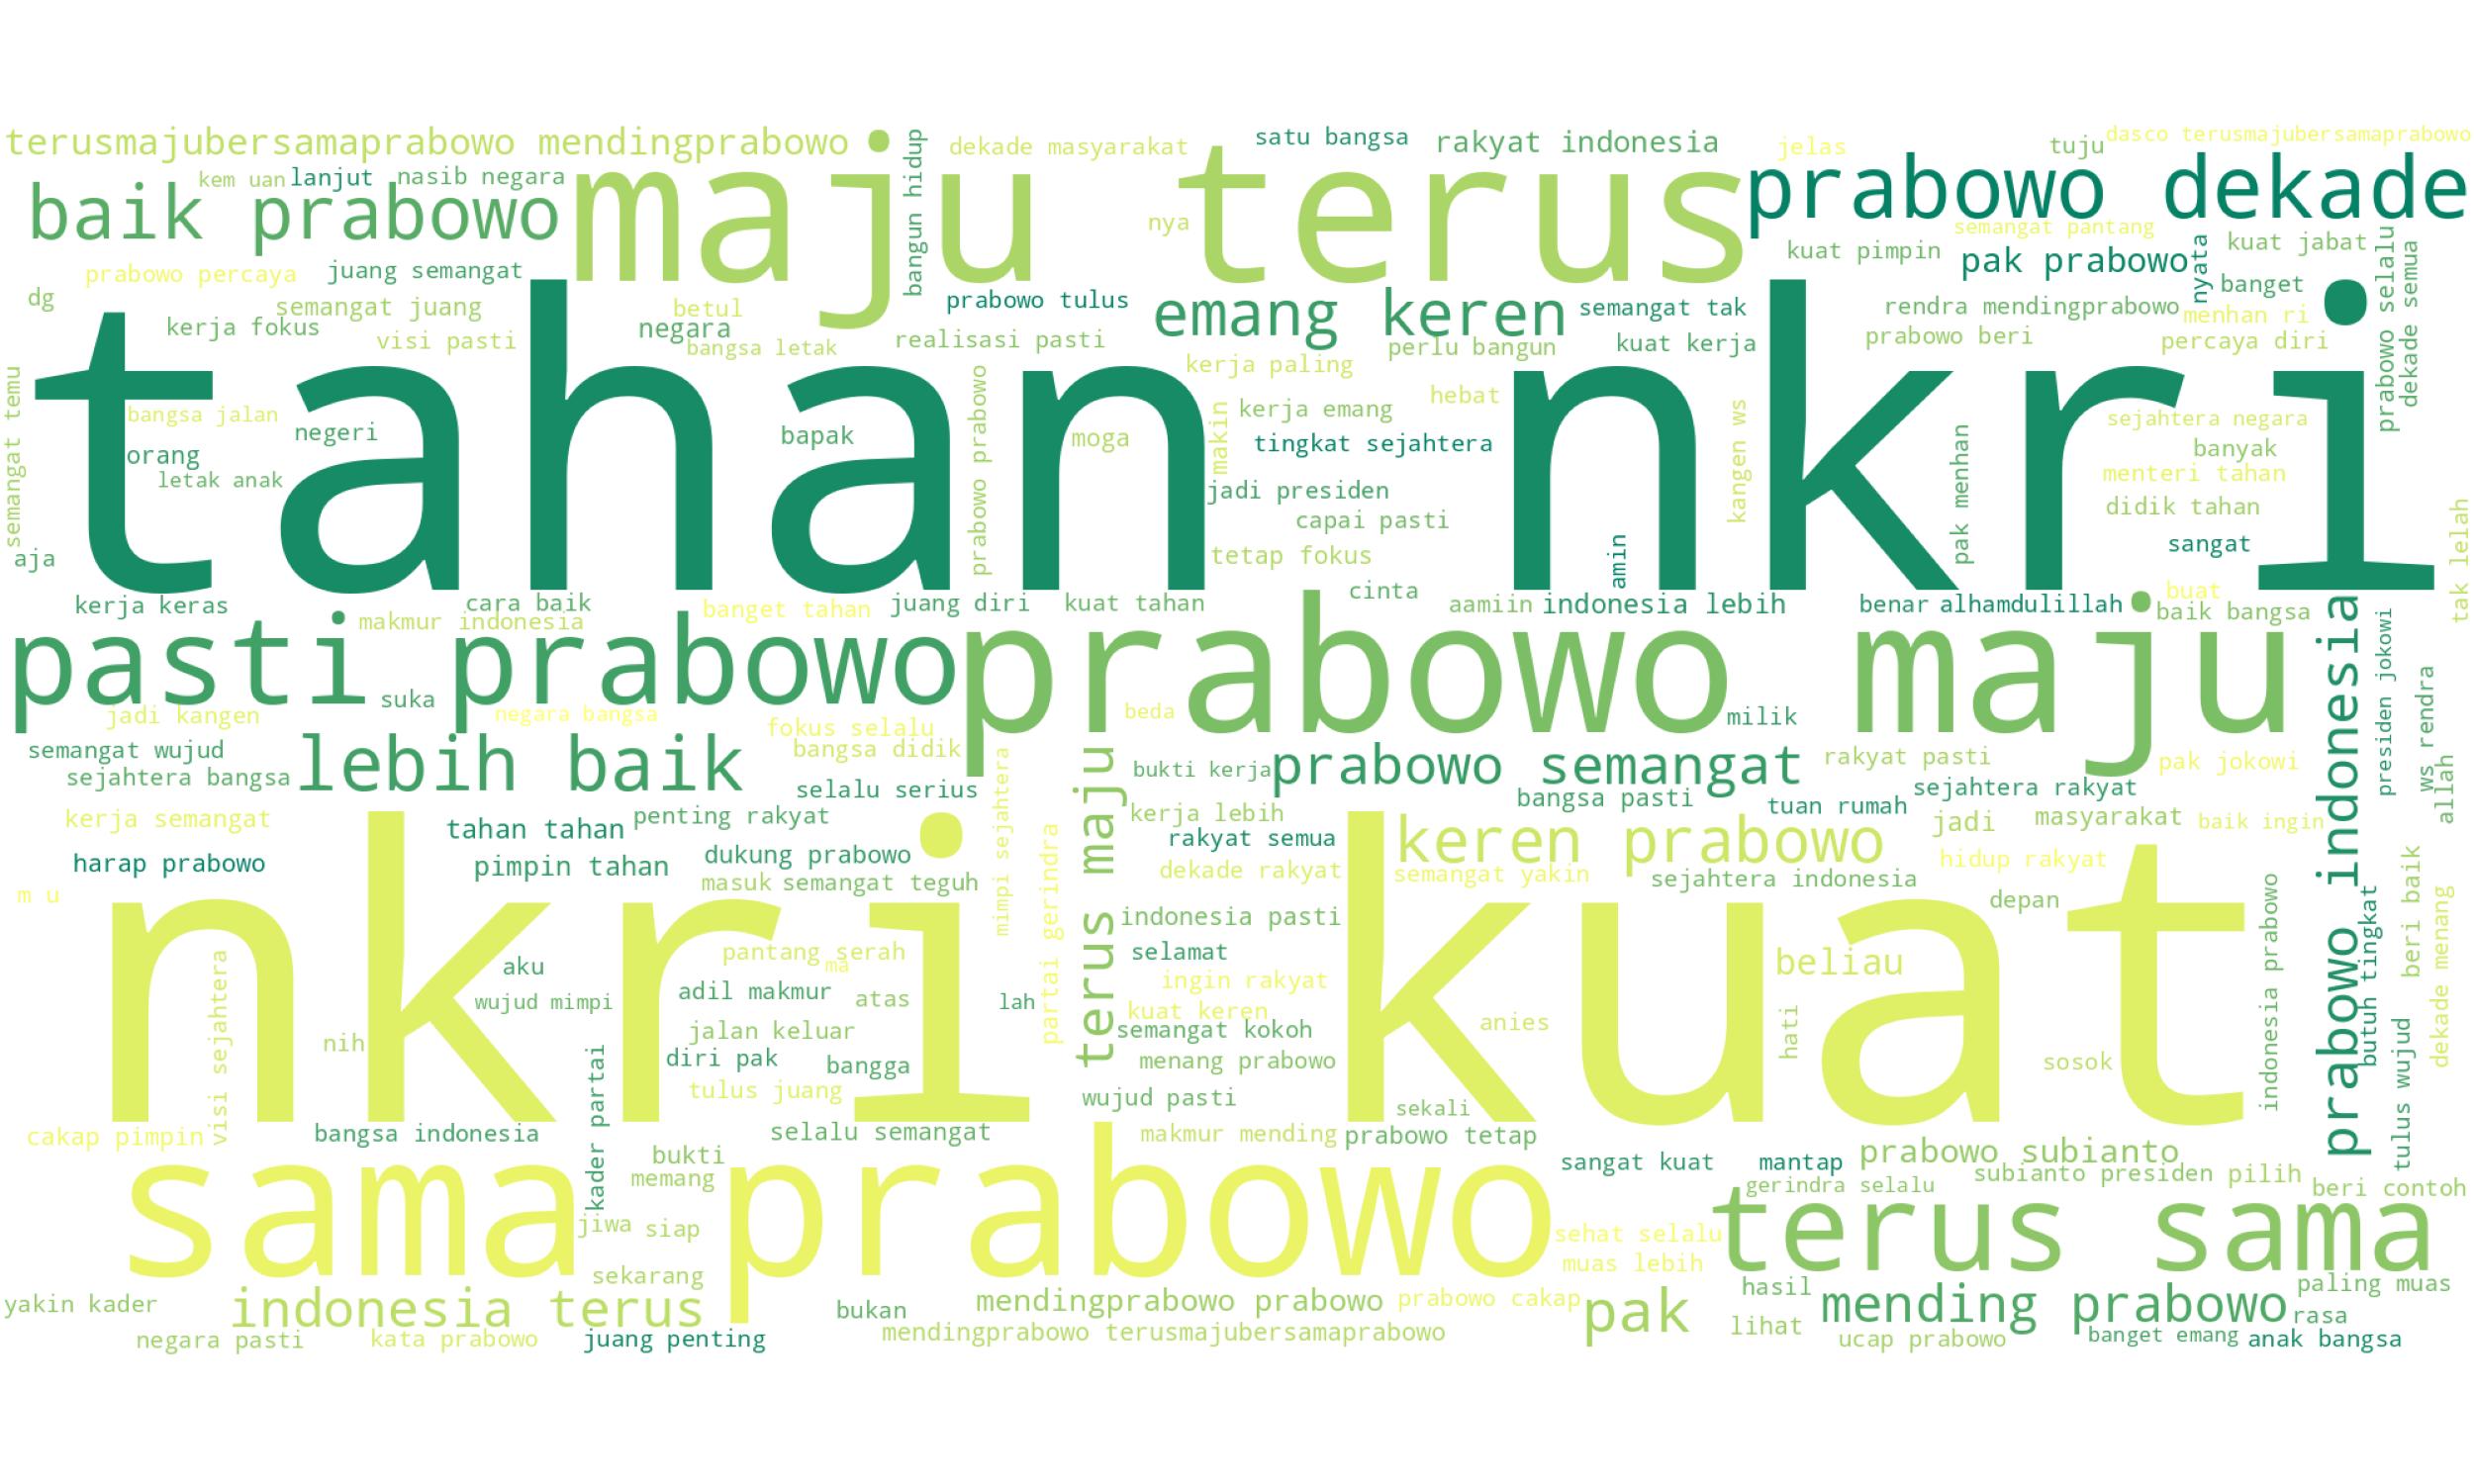 terusmajubersamaprabowo mendingprabowo
bangun hidup
dekade masyarakat
satu bangsa
rakyat indonesia
jelas
tuju
dasco terusmajubersamaprabowo
kem uan
lanjut
nasib negara
baik prabowo
maju terus
nya
prabowo dekade
semangat pantang
kuat pimpin
pak prabowo
nyata
kuat jabat
prabowo selalu
dekade semua
prabowo percaya
juang semangat
banget
dg
semangat juang
betul
prabowo tulus
emang keren
semangat tak
rendra mendingprabowo
menhan ri
kerja fokus
visi pasti
negara
bangsa letak
realisasi pasti
perlu bangun
kuat kerja
prabowo beri
percaya diri
tahan nkri
kerja paling
semangat temu
bangsa jalan
negeri
bapak
prabowo prabowo
moga
makin
kerja emang
hebat
kangen ws
sejahtera negara
orang
letak anak
tingkat sejahtera
pak menhan
banyak
menteri tahan
jadi presiden
didik tahan
capai pasti
aja
tetap fokus
amin
sangat
tak lelah
kerja keras
cara baik
banget tahan
juang diri
kuat tahan
cinta
aamiin
indonesia lebih
benar
alhamdulillah
buat
baik bangsa
makmur indonesia
pasti prabowo
prabowo maju
prabowo indonesia
presiden jokowi
ws rendra
suka
jadi kangen
negara bangsa
fokus selalu
beda
milik
semangat wujud
lebih baik
bangsa didik
terus maju
bukti kerja
prabowo semangat
rakyat pasti
pak jokowi
allah
sejahtera bangsa
selalu serius
mimpi sejahtera
bangsa pasti
tuan rumah
sejahtera rakyat
kerja semangat
tahan tahan
penting rakyat
kerja lebih
keren prabowo
jadi
masyarakat
baik ingin
harap prabowo
pimpin tahan
dukung prabowo
partai gerindra
rakyat semua
hidup rakyat
m u
masuk
semangat teguh
dekade rakyat
semangat yakin
sejahtera indonesia
depan
nkri kuat
indonesia prabowo
butuh tingkat
beri baik
dekade menang
indonesia pasti
visi sejahtera
aku
pantang serah
ma
selamat
beliau
wujud mimpi
adil makmur
atas
lah
ingin rakyat
kuat keren
anies
hati
nih
jalan keluar
semangat kokoh
diri pak
bangga
menang prabowo
sosok
kader partai
tulus juang
wujud pasti
sekali
tulus wujud
cakap pimpin
bangsa indonesia
selalu semangat
makmur mending
prabowo tetap
bukti
memang
sangat kuat
mantap
prabowo subianto
subianto presiden
pilih
gerindra selalu
beri contoh
sama prabowo
jiwa
siap
sehat selalu
muas lebih
terus sama
sekarang
yakin kader
indonesia terus
bukan
mendingprabowo prabowo
prabowo cakap
pak
hasil
mending prabowo
paling muas
rasa
negara pasti
kata prabowo
juang penting
mendingprabowo terusmajubersamaprabowo
lihat
ucap prabowo
banget emang
anak bangsa